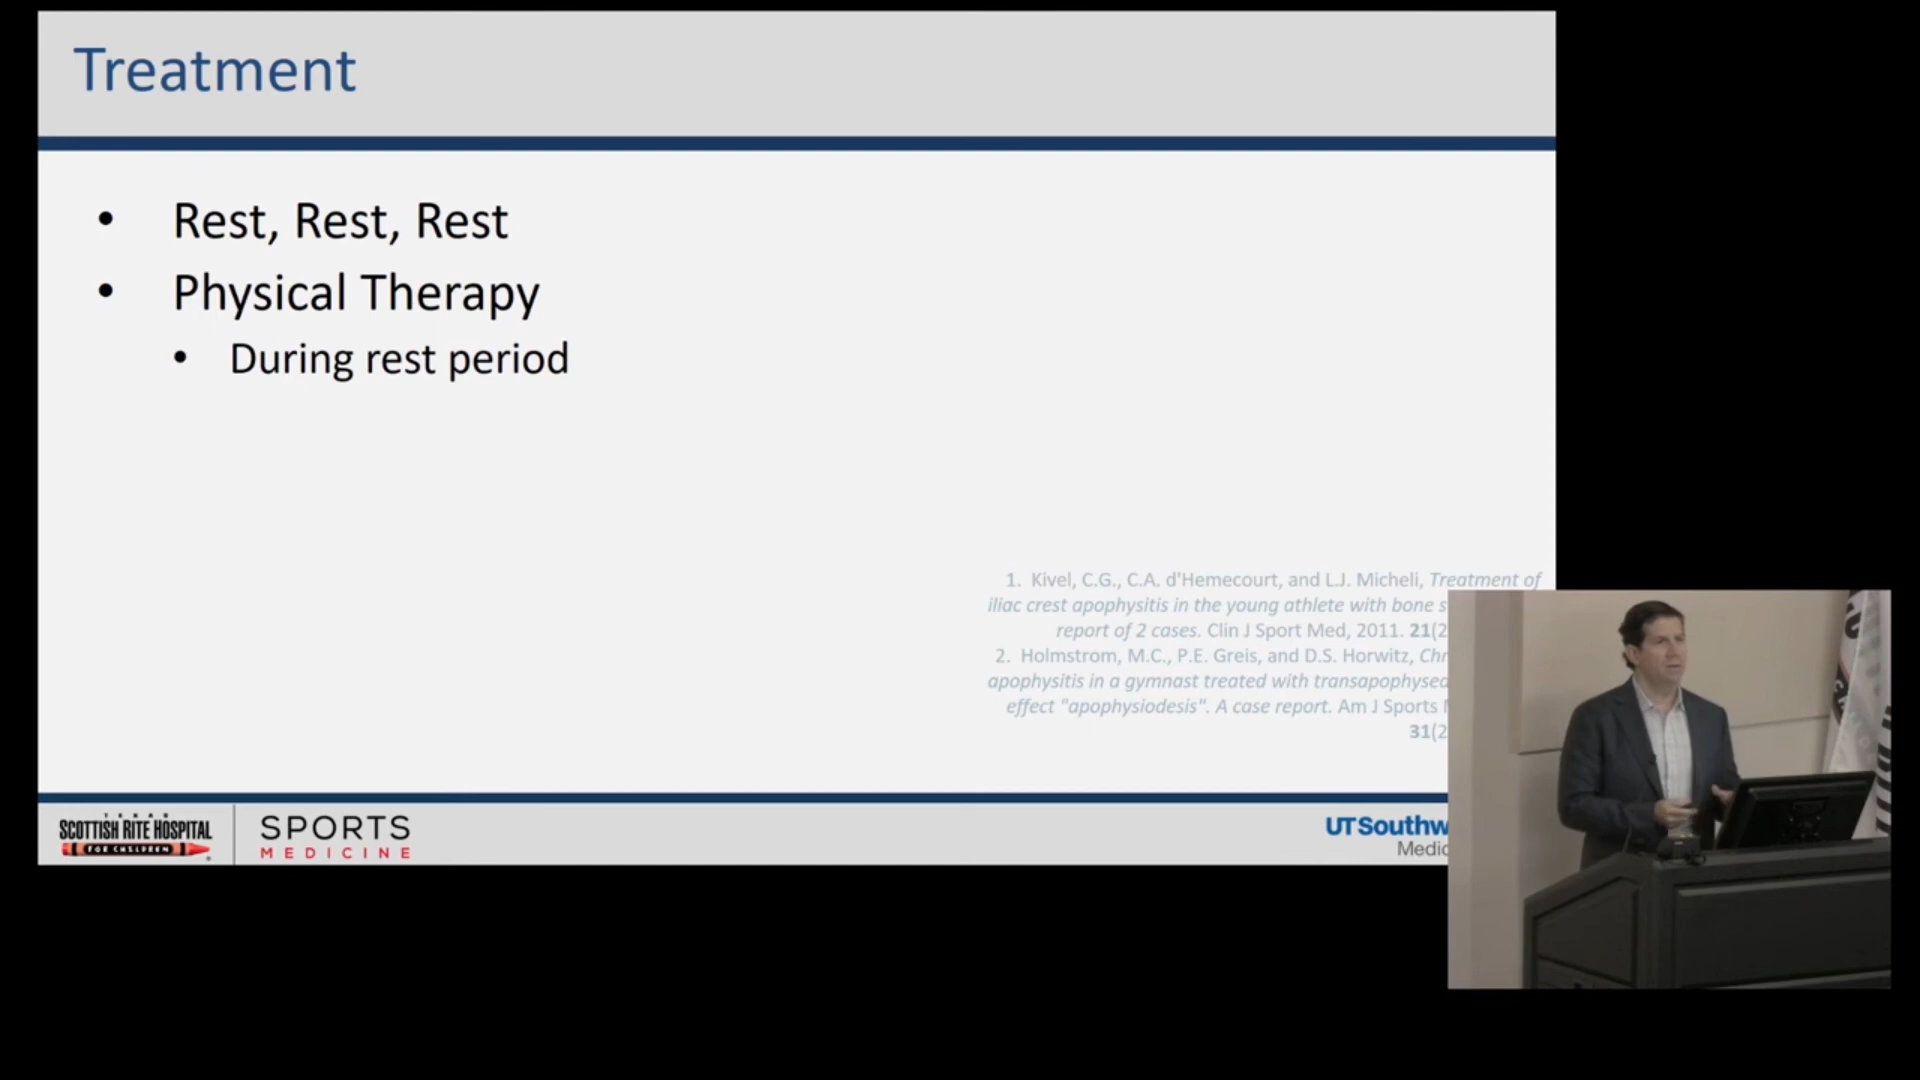 Treatment
• Rest, Rest, Rest
• Physical Therapy
• During rest period
1. Kivel, C.G., C.A. d'Hemecourt, and L.J. Micheli, Treatment of
iliac crest apophysitis in the young athlete with bone
report of 2 cases. Clin J Sport Med, 2011. 21(2
2. Holmstrom, M.C., P.E. Greis, and D.S. Horwitz,
apophysitis in a gymnast treated with transapophysea
effect "apophysiodesis". A case report. Am J Sports
31(2
TEXAS
SCOTTISH RITE HOSPITAL
FOR CHILDREN
SPORTS
MEDICINE
UTSouthw
Medic